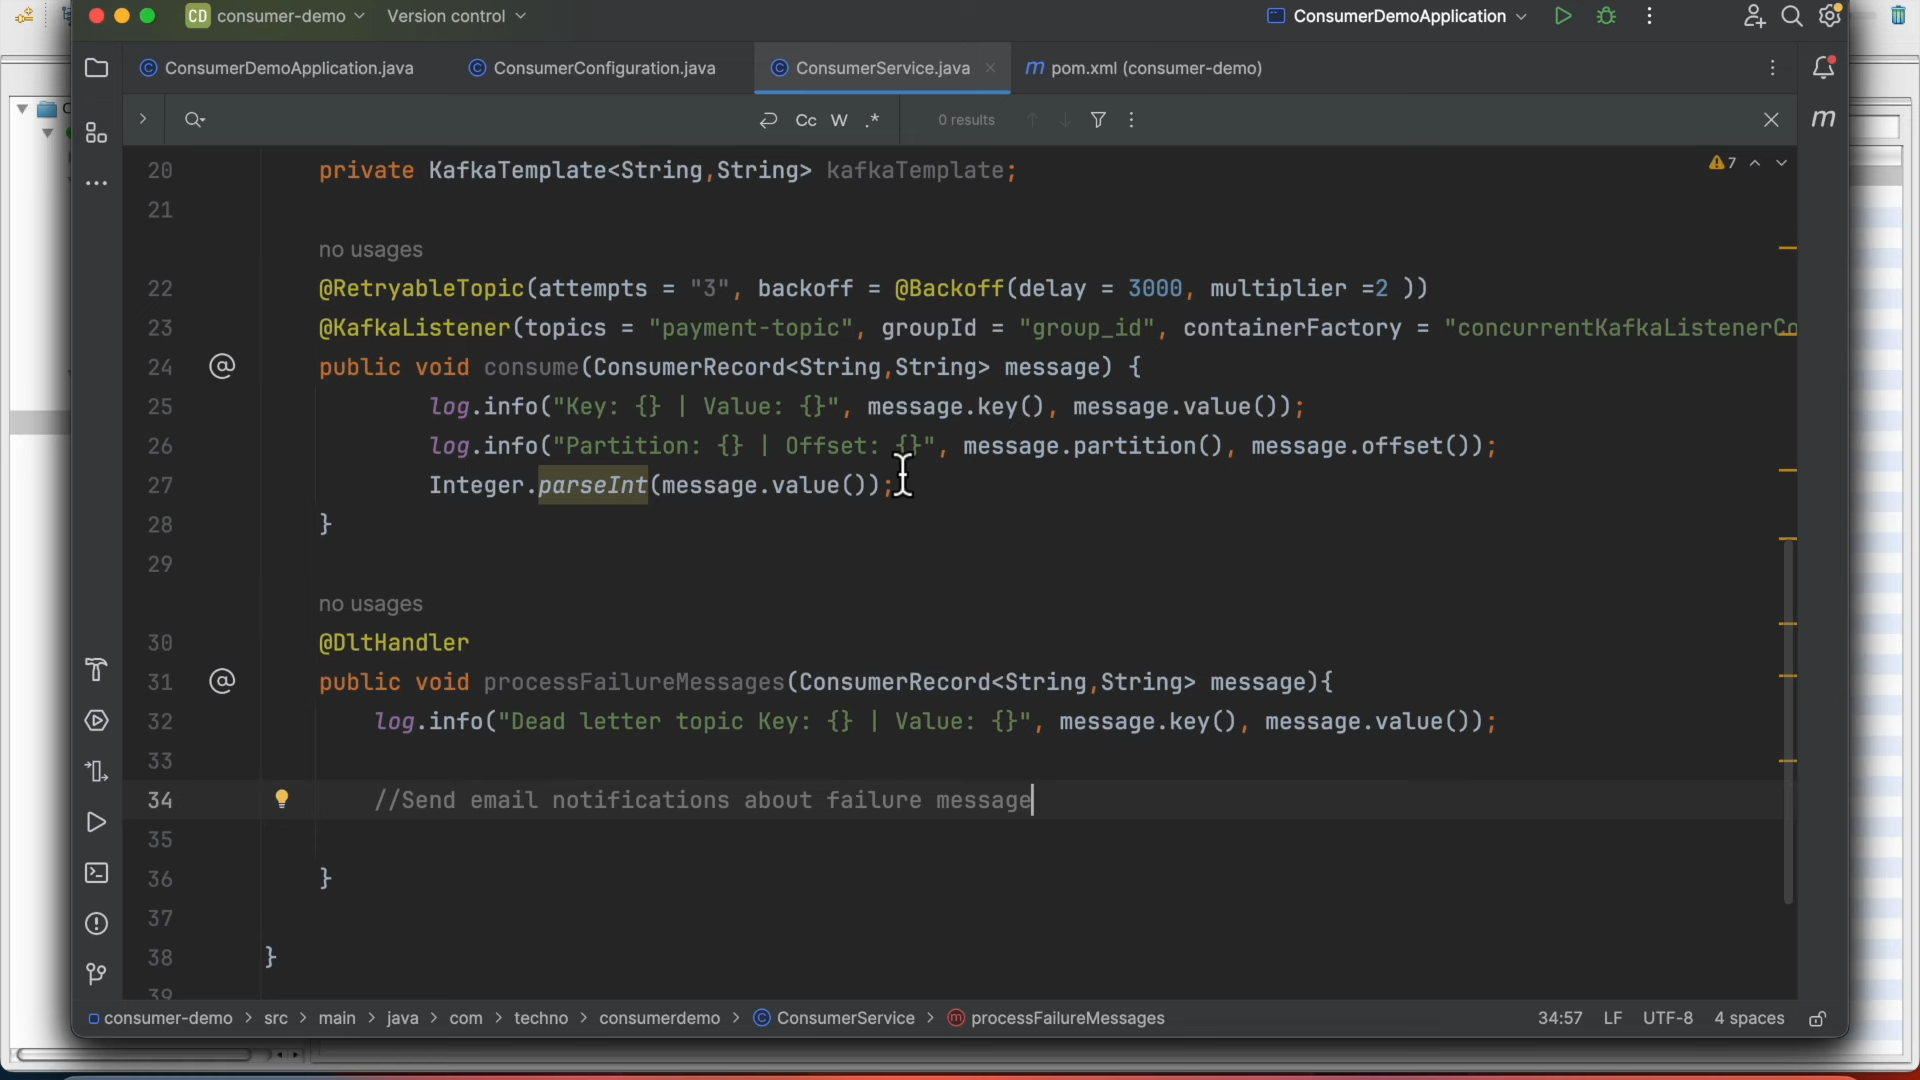 CD consumer-demo Version control ConsumerDemoApplication
ConsumerDemoApplication.java ConsumerConfiguration.java ConsumerService.java pom.xml (consumer-demo)
Cc W .* 0 results
20 private KafkaTemplate<String,String> kafkaTemplate;
7
21
no usages
22 @RetryableTopic(attempts = "3", backoff = @Backoff(delay = 3000, multiplier =2 ))
23 @KafkaListener(topics = "payment-topic", groupId = "group_id", containerFactory = "concurrentKafkaListenerCo
24 public void consume(ConsumerRecord<String,String> message) {
25 log.info("Key: {} | Value: {}", message.key(), message.value());
26 log.info("Partition: {} | Offset: {}", message.partition(), message.offset());
27 Integer.parseInt(message.value());
28 }
29
no usages
30 @DltHandler
31 public void processFailureMessages(ConsumerRecord<String,String> message){
32 log.info("Dead letter topic Key: {} | Value: {}", message.key(), message.value());
33
34 //Send email notifications about failure message
35
36 }
37
38 }
39
consumer-demo > src > main > java > com > techno > consumerdemo > ConsumerService > processFailureMessages 34:57 LF UTF-8 4 spaces